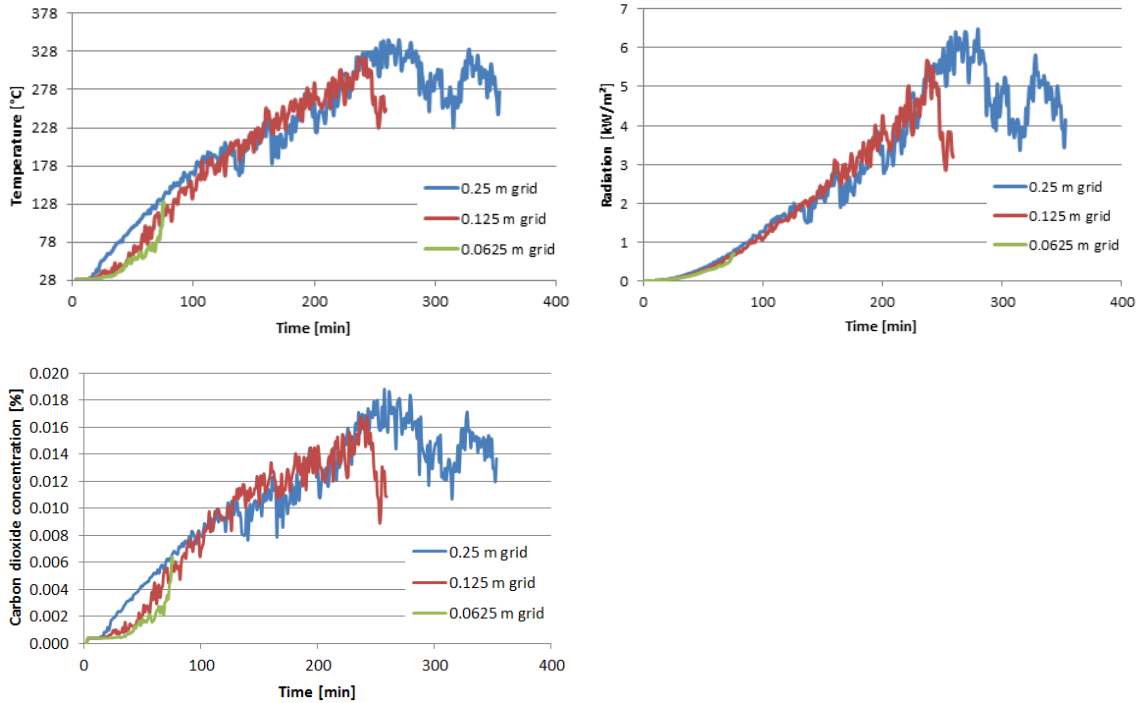 Temperature [°C]
378
328
278
228
178
128
78
28
0
100
200
300
400
Time [min]
0.25 m grid
0.125 m grid
0.0625 m grid
Radiation [kW/m²]
7
6
5
4
3
2
1
0
0
100
200
300
400
Time [min]
0.25 m grid
0.125 m grid
0.0625 m grid
Carbon dioxide concentration [%]
0.020
0.018
0.016
0.014
0.012
0.010
0.008
0.006
0.004
0.002
0.000
0
100
200
300
400
Time [min]
0.25 m grid
0.125 m grid
0.0625 m grid